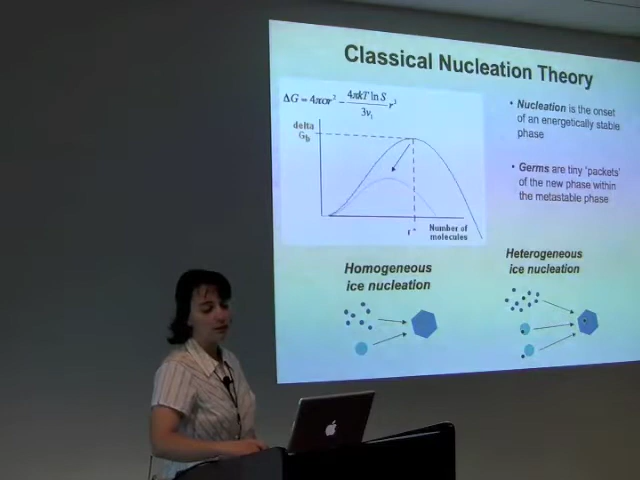 Classical Nucleation Theory
ΔG = 4πσr² − 4πkT ln S / 3v₁ r³
delta
G_b
r*
Number of
molecules
• Nucleation is the onset
of an energetically stable
phase
• Germs are tiny 'packets'
of the new phase within
the metastable phase
Homogeneous
ice nucleation
Heterogeneous
ice nucleation